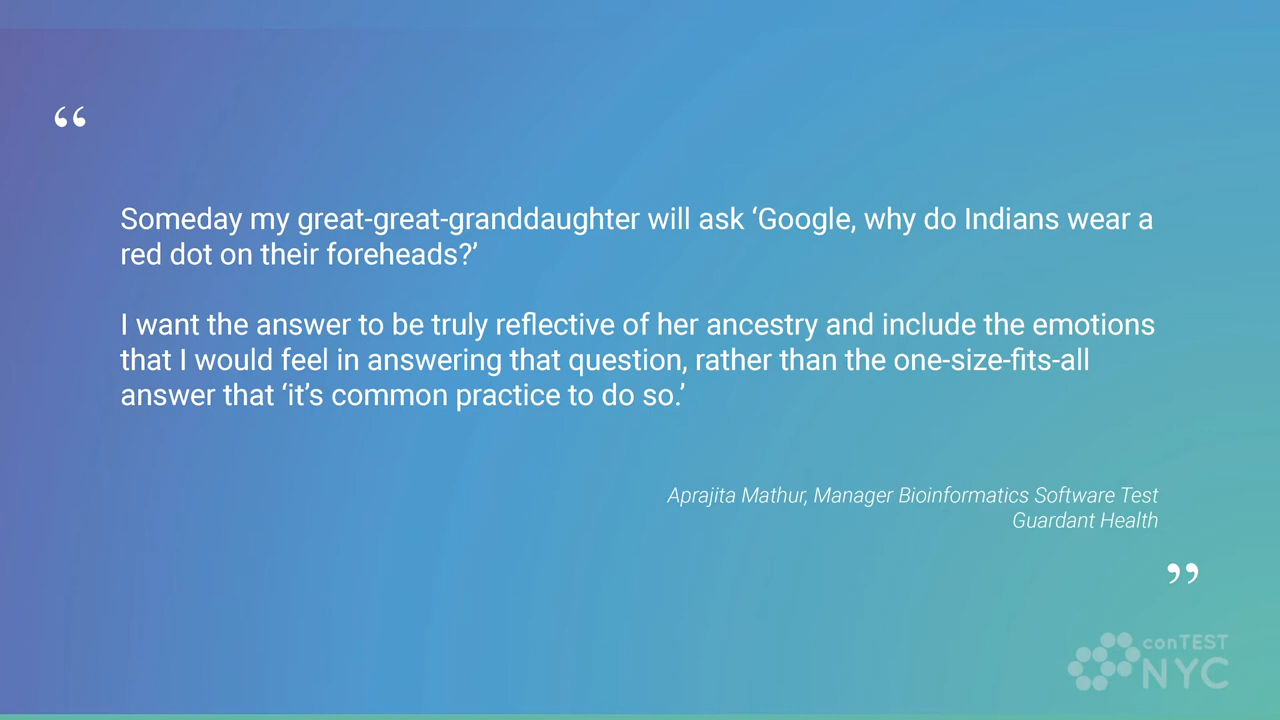 “
Someday my great-great-granddaughter will ask ‘Google, why do Indians wear a
red dot on their foreheads?’
I want the answer to be truly reflective of her ancestry and include the emotions
that I would feel in answering that question, rather than the one-size-fits-all
answer that ‘it’s common practice to do so.’
Aprajita Mathur, Manager Bioinformatics Software Test
Guardant Health
”
conTEST
NYC